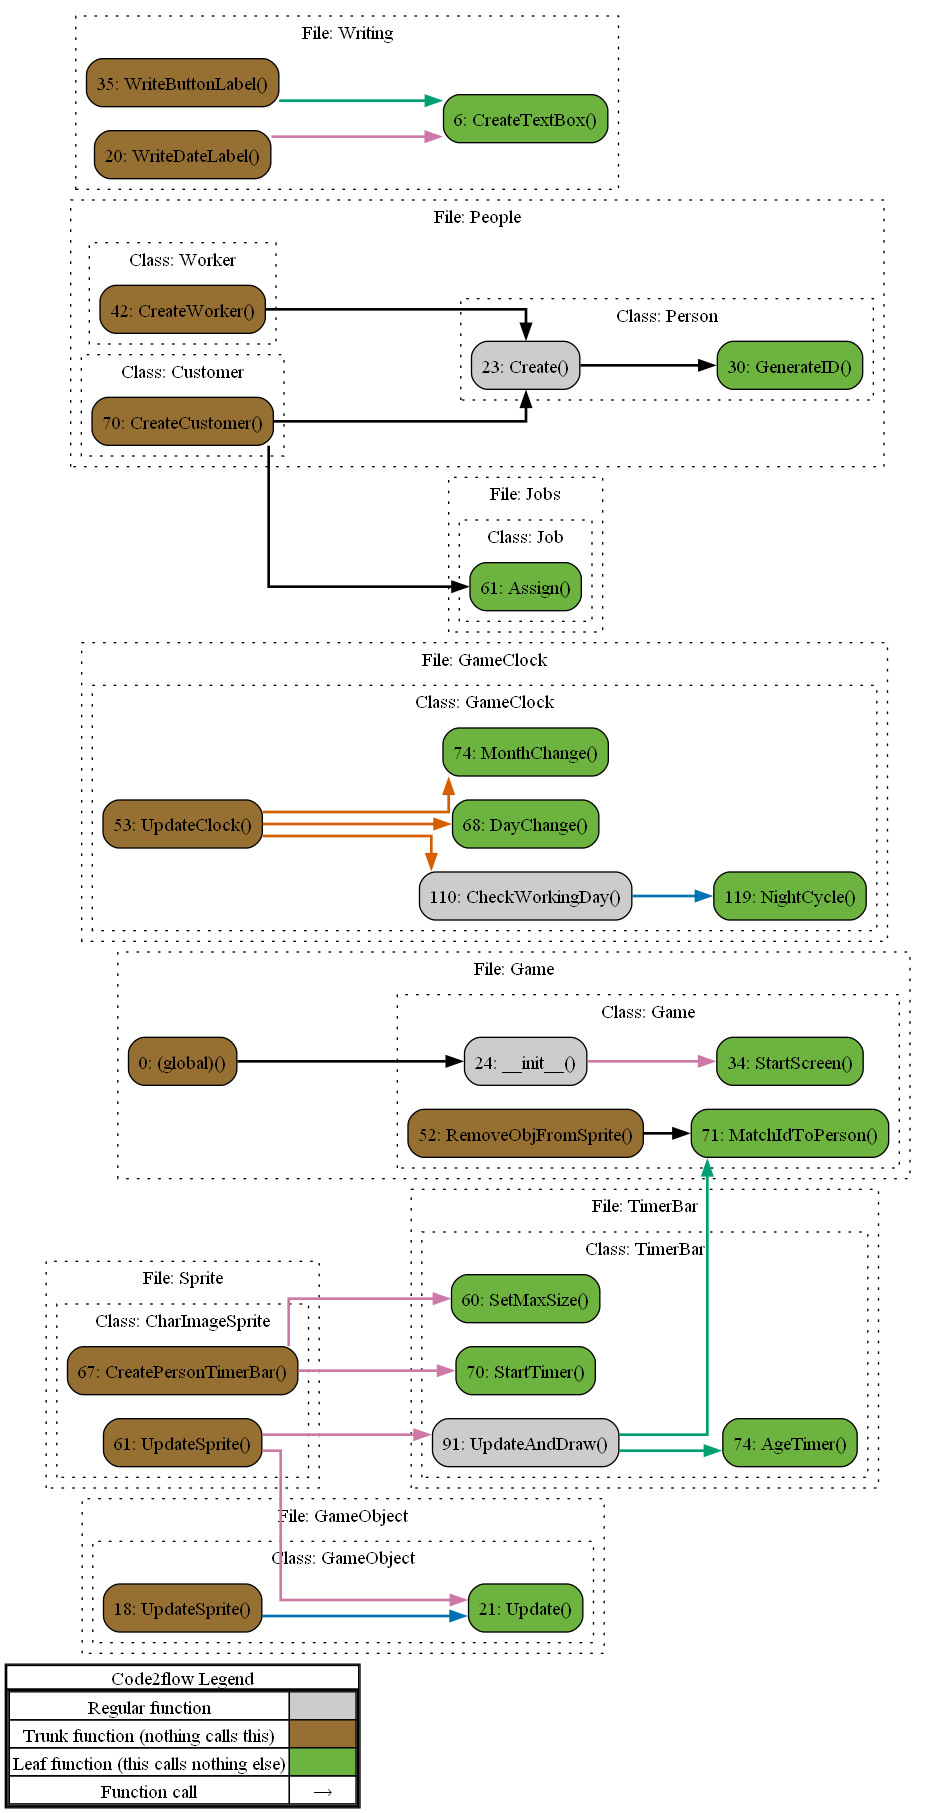 File: Writing
35: WriteButtonLabel()
6: CreateTextBox()
20: WriteDateLabel()
File: People
Class: Worker
42: CreateWorker()
Class: Person
23: Create()
30: GenerateID()
Class: Customer
70: CreateCustomer()
File: Jobs
Class: Job
61: Assign()
File: GameClock
Class: GameClock
74: MonthChange()
53: UpdateClock()
68: DayChange()
110: CheckWorkingDay()
119: NightCycle()
File: Game
Class: Game
0: (global)()
24: __init__()
34: StartScreen()
52: RemoveObjFromSprite()
71: MatchIdToPerson()
File: TimerBar
Class: TimerBar
60: SetMaxSize()
File: Sprite
Class: CharImageSprite
67: CreatePersonTimerBar()
70: StartTimer()
61: UpdateSprite()
91: UpdateAndDraw()
74: AgeTimer()
File: GameObject
Class: GameObject
18: UpdateSprite()
21: Update()
Code2flow Legend
Regular function
Trunk function (nothing calls this)
Leaf function (this calls nothing else)
Function call →